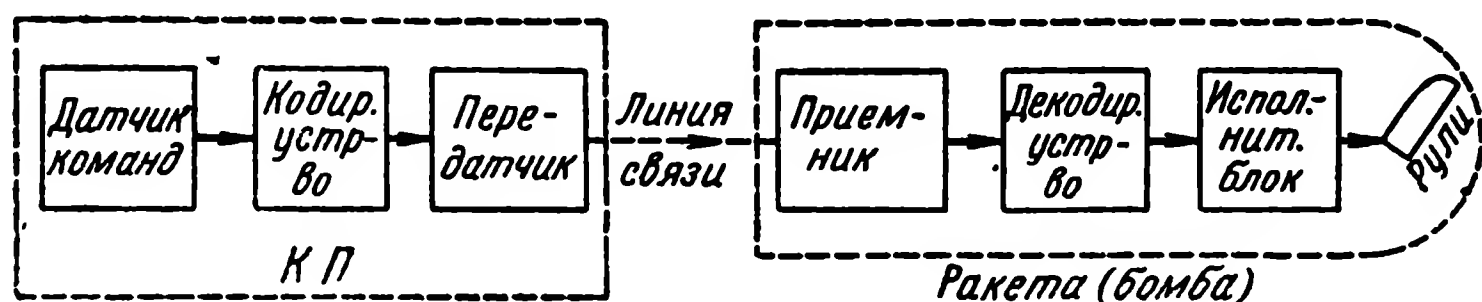 Датчик
команд
Кодир.
устр-
во
Пере-
датчик
К П
Линия
связи
Прием-
ник
Декодир.
устр-
во
Испол-
нит.
блок
Рули
Ракета (бомба)